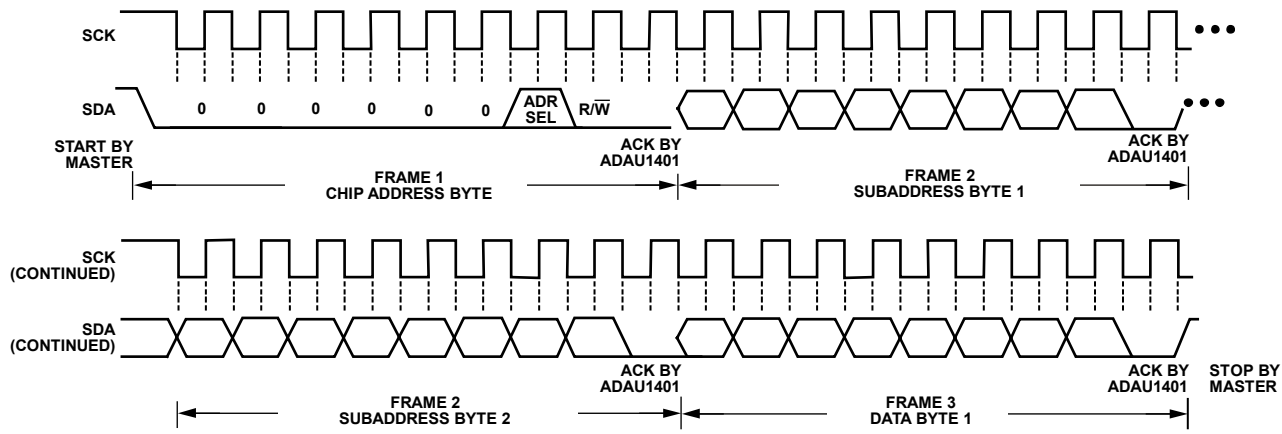 SCK
SDA
0 0 0 0 0 0 ADR SEL R/W̅
START BY MASTER
ACK BY ADAU1401
ACK BY ADAU1401
FRAME 1
CHIP ADDRESS BYTE
FRAME 2
SUBADDRESS BYTE 1
SCK
(CONTINUED)
SDA
(CONTINUED)
ACK BY ADAU1401
ACK BY ADAU1401
STOP BY MASTER
FRAME 2
SUBADDRESS BYTE 2
FRAME 3
DATA BYTE 1